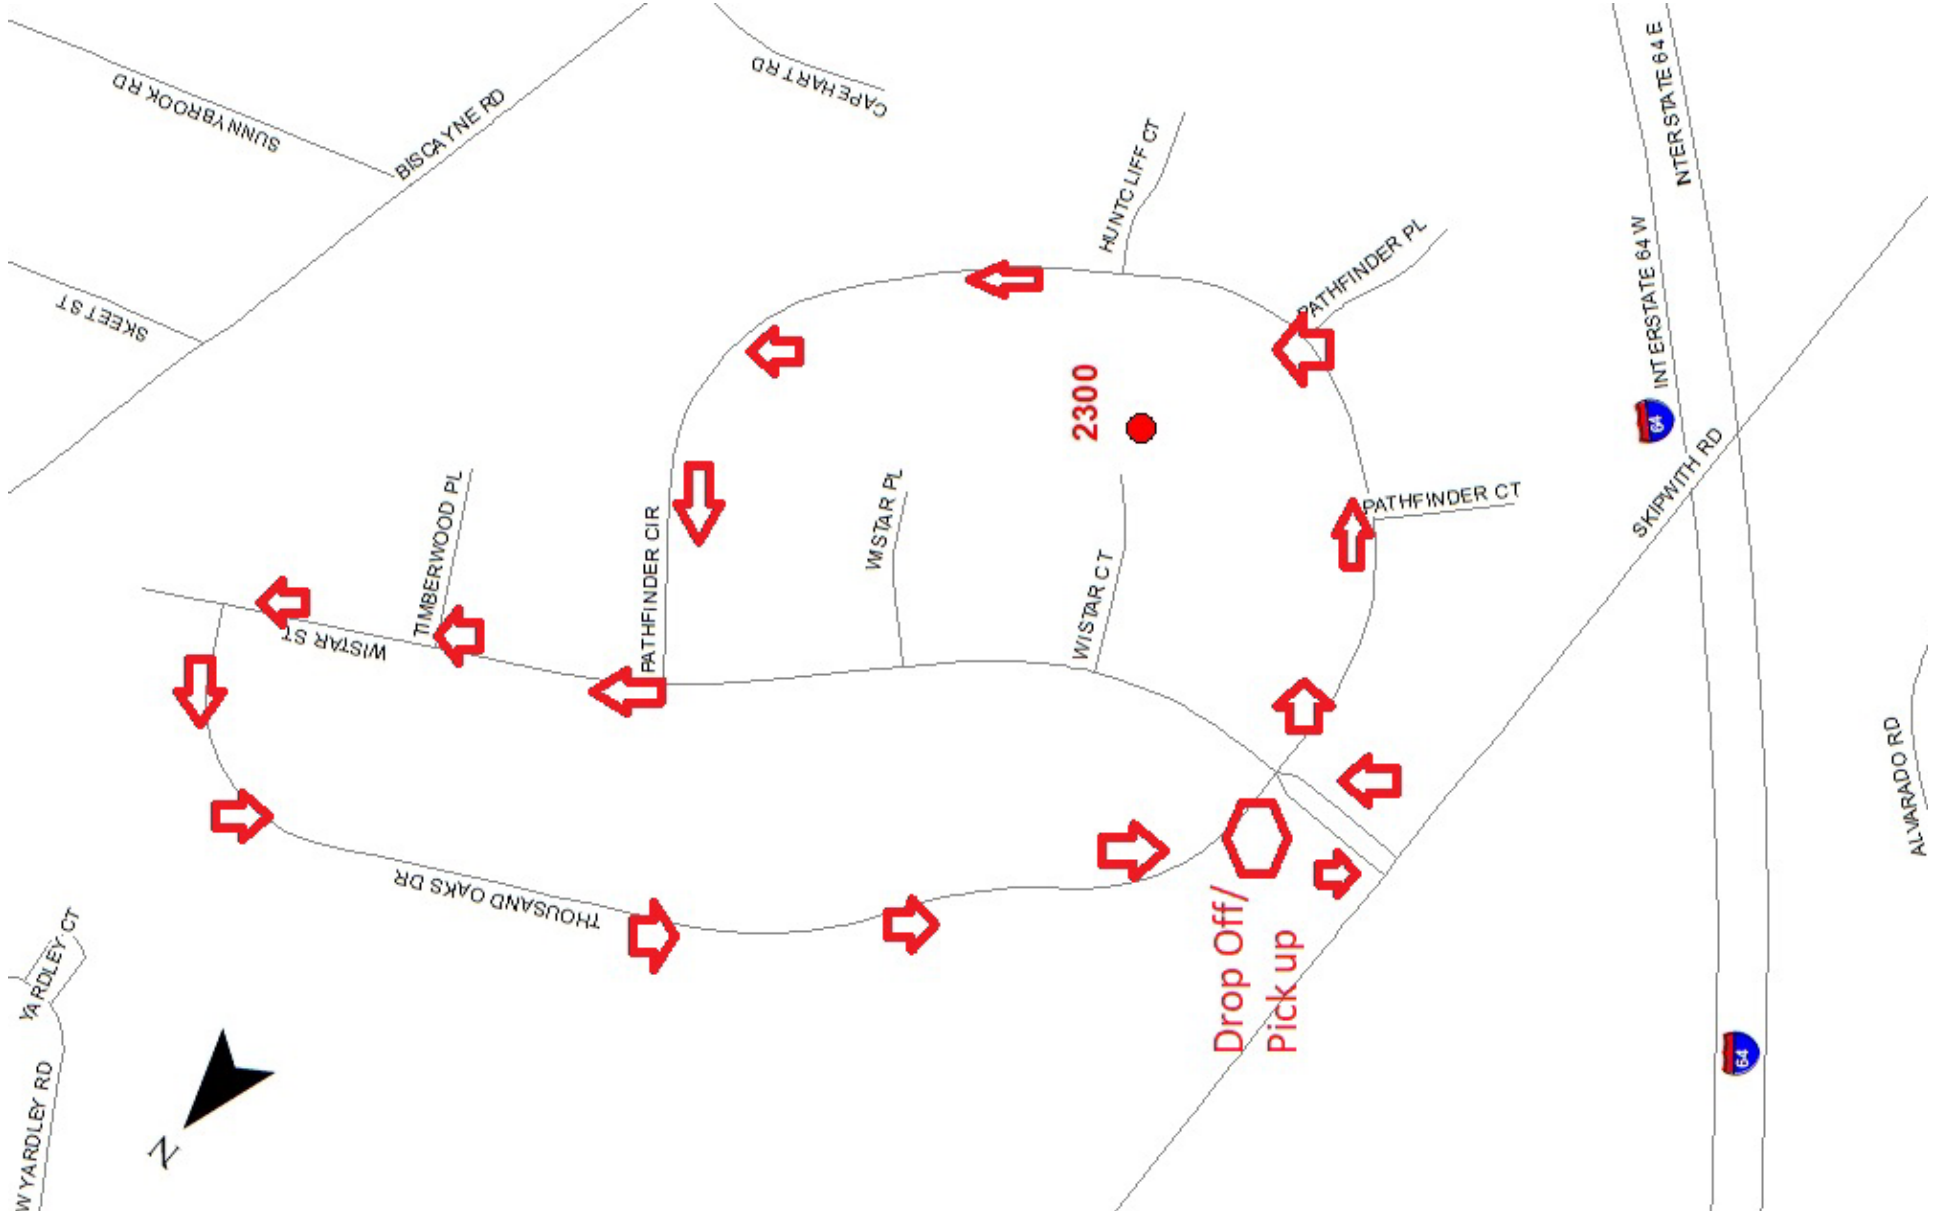 SUNNYBROOK RD
BISCAYNE RD
CAPEHART RD
NTERSTATE 64 E
HUNTCLIFF CT
PATHFINDER PL
INTERSTATE 64 W
SKEET ST
2300
64
SKIPWITH RD
PATHFINDER CT
TIMBERWOOD PL
PATHFINDER CIR
WISTAR PL
WISTAR CT
WISTAR ST
ALVARADO RD
THOUSAND OAKS DR
Drop Off/
Pick up
YARDLEY CT
64
W YARDLEY RD
N